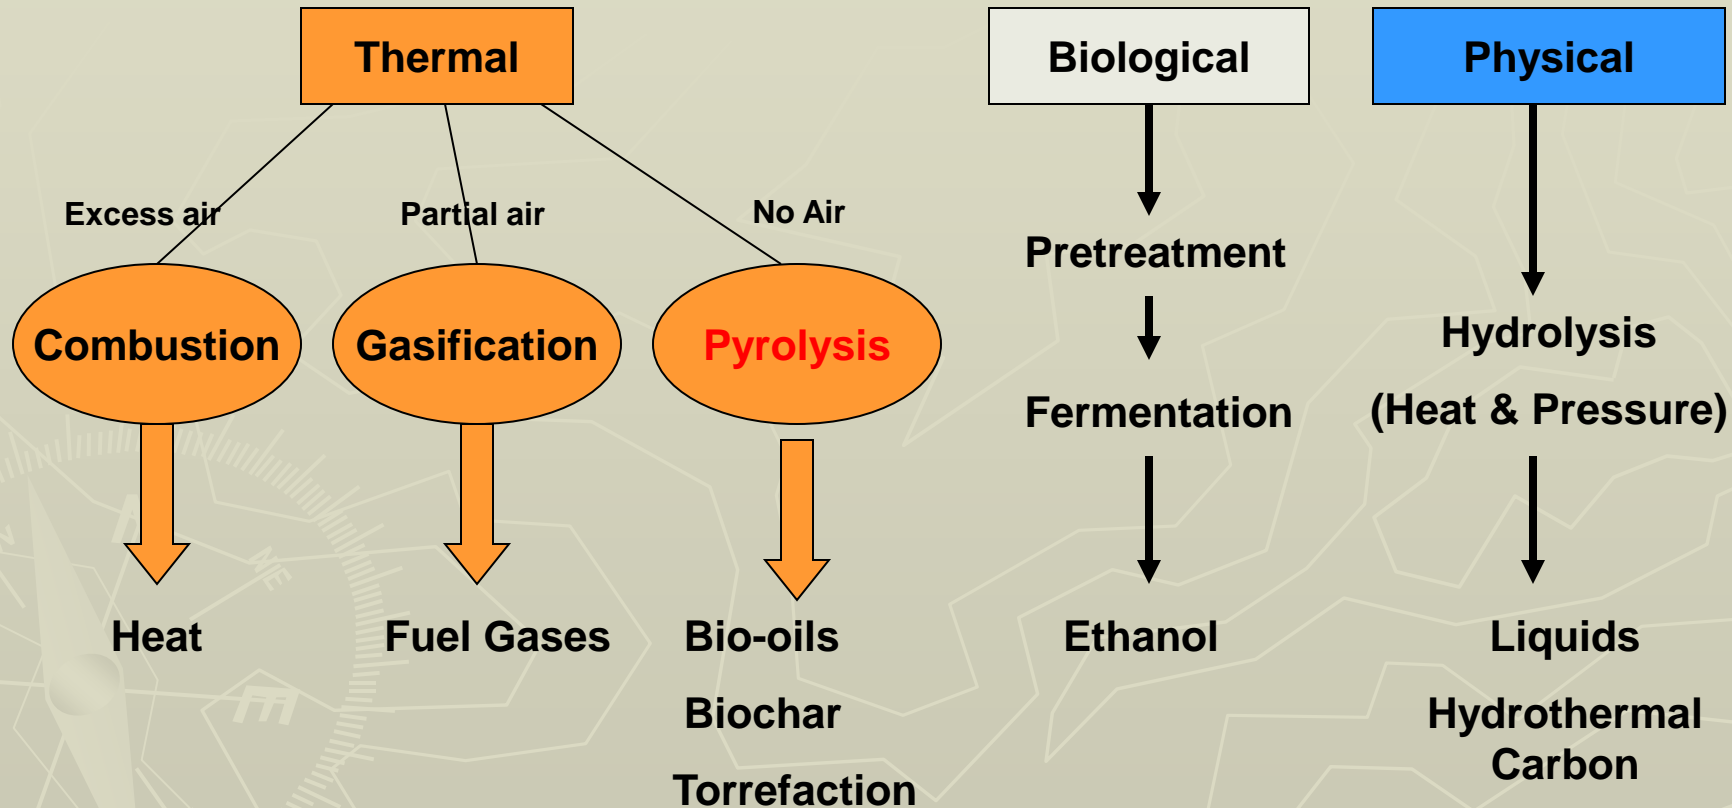 Thermal
Biological
Physical
Excess air
Partial air
No Air
Pretreatment
Combustion
Gasification
Pyrolysis
Hydrolysis
Fermentation
(Heat & Pressure)
Heat
Fuel Gases
Bio-oils
Ethanol
Liquids
Biochar
Hydrothermal
Carbon
Torrefaction
NE
E